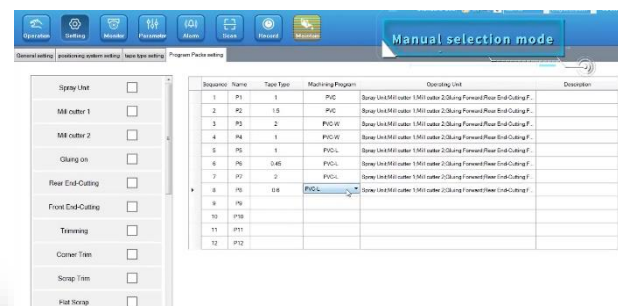 Operation Setting Monitor Parameter Alarm Scan Record Maintain
Manual selection mode
General setting positioning system setting tape type setting Program Packs setting
Sequence Name Tape Type Machining Program Operating Unit Description
Spray Unit
Mill cutter 1
Mill cutter 2
Gluing on
Rear End-Cutting
Front End-Cutting
Trimming
Corner Trim
Scrap Trim
Flat Scrap
1 P1 1 PVC Spray Unit;Mill cutter 1;Mill cutter 2;Gluing Forward;Rear End-Cutting;F...
2 P2 1.5 PVC Spray Unit;Mill cutter 1;Mill cutter 2;Gluing Forward;Rear End-Cutting;F...
3 P3 2 PVC-W Spray Unit;Mill cutter 1;Mill cutter 2;Gluing Forward;Rear End-Cutting;F...
4 P4 1 PVC-W Spray Unit;Mill cutter 1;Mill cutter 2;Gluing Forward;Rear End-Cutting;F...
5 P5 1 PVC-L Spray Unit;Mill cutter 1;Mill cutter 2;Gluing Forward;Rear End-Cutting;F...
6 P6 0.45 PVC-L Spray Unit;Mill cutter 1;Mill cutter 2;Gluing Forward;Rear End-Cutting;F...
7 P7 2 PVC-L Spray Unit;Mill cutter 1;Mill cutter 2;Gluing Forward;Rear End-Cutting;F...
8 P8 0.6 PVC-L Spray Unit;Mill cutter 1;Mill cutter 2;Gluing Forward;Rear End-Cutting;F...
9 P9
10 P10
11 P11
12 P12